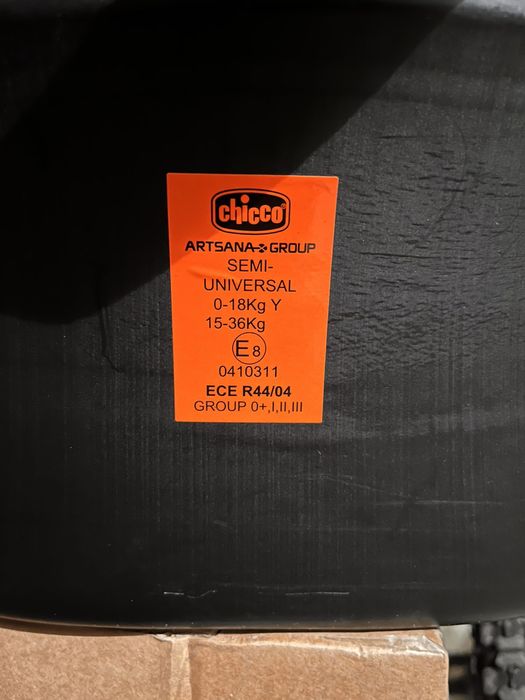 chicco
ARTSANA GROUP
SEMI-
UNIVERSAL
0-18Kg Y
15-36Kg
E8
0410311
ECE R44/04
GROUP 0+,I,II,III